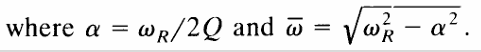 where α = ω_R/2Q and ω̅ = √(ω_R² − α²).